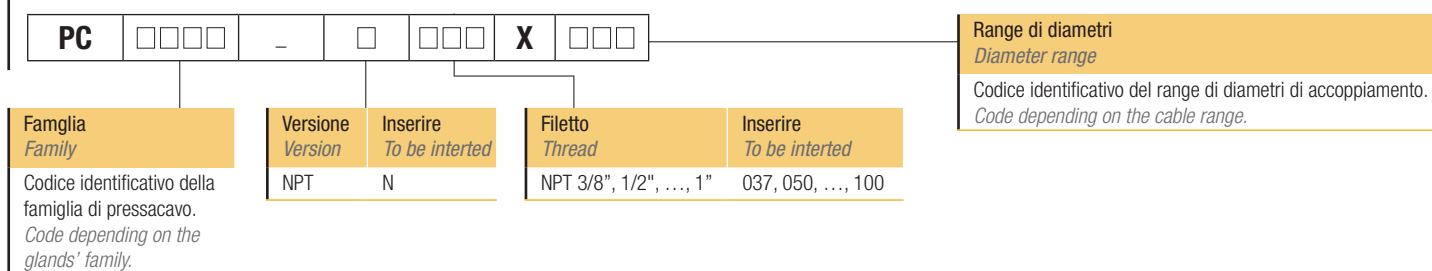 PC □□□□ _ □ □□□ X □□□
Range di diametri
Diameter range
Codice identificativo del range di diametri di accoppiamento.
Code depending on the cable range.
Famglia
Family
Codice identificativo della
famiglia di pressacavo.
Code depending on the
glands' family.
Versione Inserire
Version To be interted
NPT N
Filetto Inserire
Thread To be interted
NPT 3/8”, 1/2", …, 1” 037, 050, …, 100